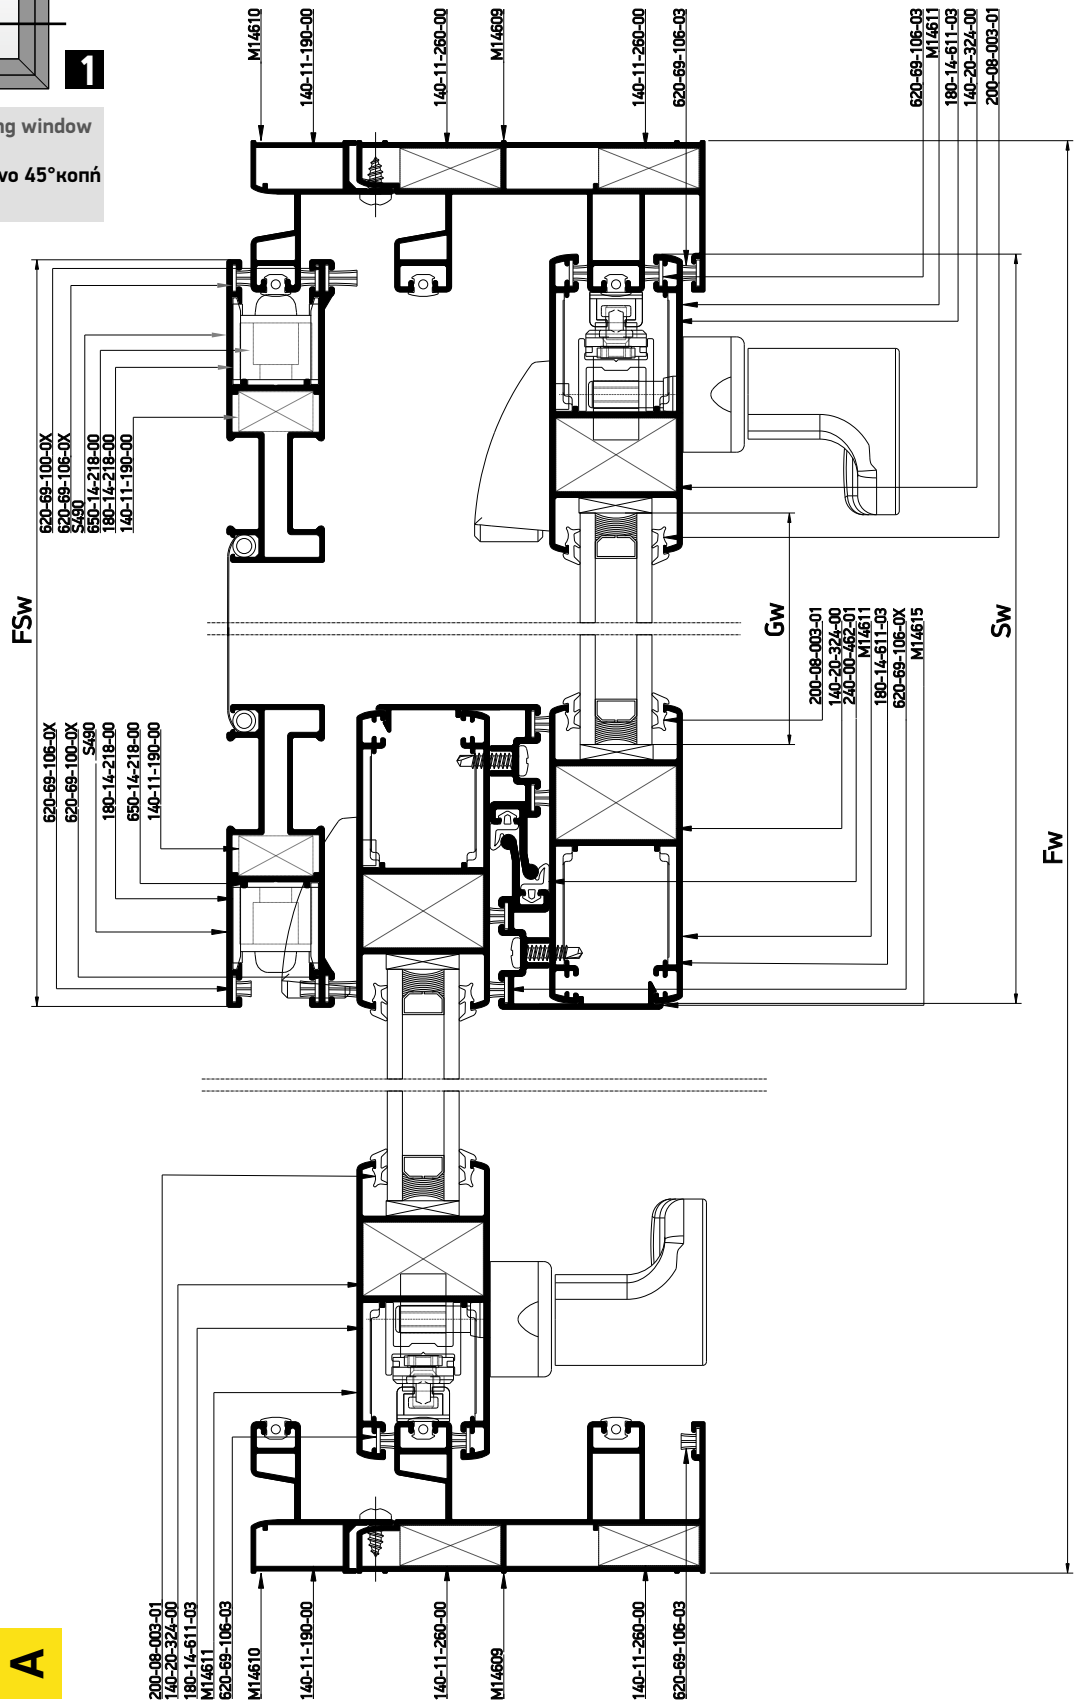 1
ng window
νο 45°κοπή
M14610
140-11-190-00
140-11-260-00
M14609
140-11-260-00
620-69-106-03
620-69-106-03
M14611
180-14-611-03
140-20-324-00
200-08-003-01
620-69-100-0X
620-69-106-0X
S490
650-14-218-00
180-14-218-00
140-11-190-00
FSw
Gw
Sw
Fw
200-08-003-01
140-20-324-00
240-00-462-01
M14611
180-14-611-03
620-69-106-0X
M14615
620-69-106-0X
620-69-100-0X
S490
180-14-218-00
650-14-218-00
140-11-190-00
200-08-003-01
140-20-324-00
180-14-611-03
M14611
620-69-106-03
M14610
140-11-190-00
140-11-260-00
M14609
140-11-260-00
620-69-106-03
A